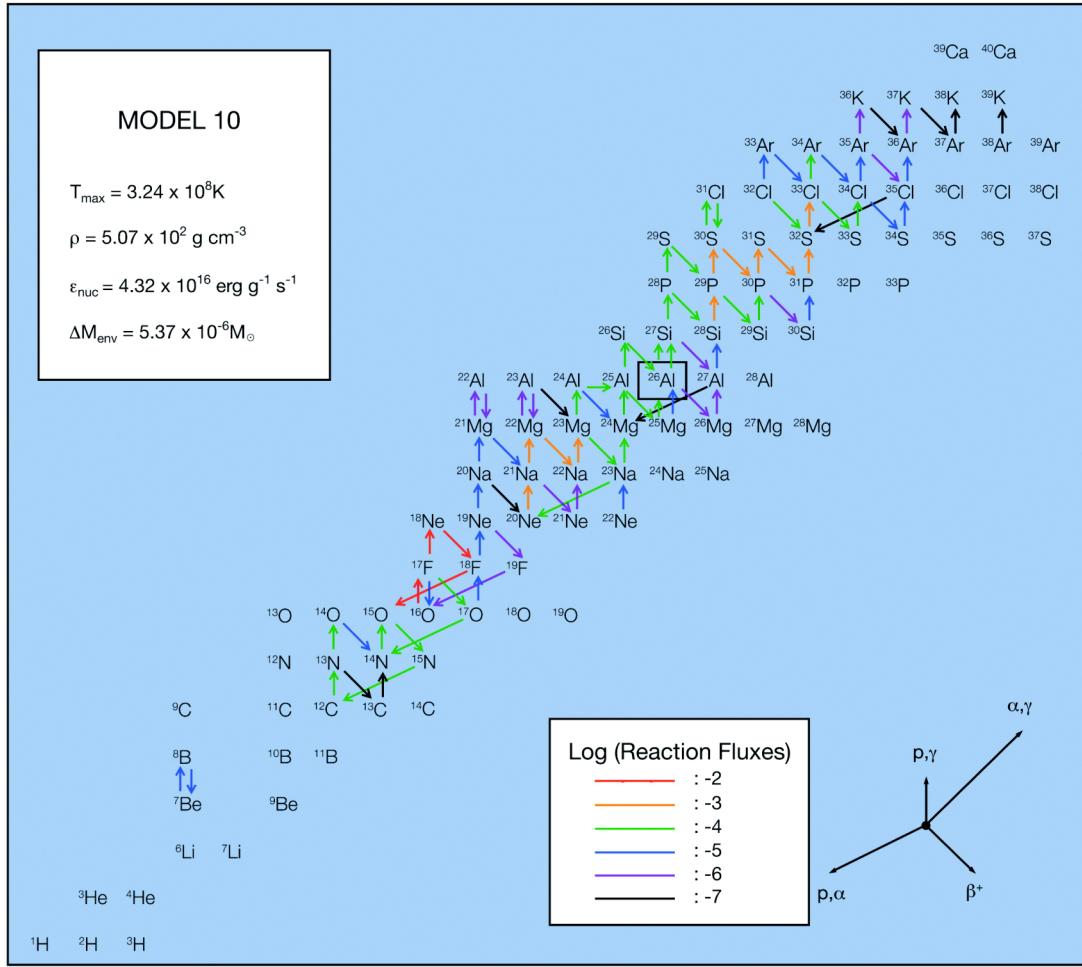 ³⁹Ca ⁴⁰Ca
³⁶K ³⁷K ³⁸K ³⁹K
³³Ar ³⁴Ar ³⁵Ar ³⁶Ar ³⁷Ar ³⁸Ar ³⁹Ar
³¹Cl ³²Cl ³³Cl ³⁴Cl ³⁵Cl ³⁶Cl ³⁷Cl ³⁸Cl
²⁹S ³⁰S ³¹S ³²S ³³S ³⁴S ³⁵S ³⁶S ³⁷S
²⁸P ²⁹P ³⁰P ³¹P ³²P ³³P
²⁶Si ²⁷Si ²⁸Si ²⁹Si ³⁰Si
²²Al ²³Al ²⁴Al ²⁵Al ²⁶Al ²⁷Al ²⁸Al
²¹Mg ²²Mg ²³Mg ²⁴Mg ²⁵Mg ²⁶Mg ²⁷Mg ²⁸Mg
²⁰Na ²¹Na ²²Na ²³Na ²⁴Na ²⁵Na
¹⁸Ne ¹⁹Ne ²⁰Ne ²¹Ne ²²Ne
¹⁷F ¹⁸F ¹⁹F
¹³O ¹⁴O ¹⁵O ¹⁶O ¹⁷O ¹⁸O ¹⁹O
¹²N ¹³N ¹⁴N ¹⁵N
⁹C ¹¹C ¹²C ¹³C ¹⁴C
⁸B ¹⁰B ¹¹B
⁷Be ⁹Be
⁶Li ⁷Li
³He ⁴He
¹H ²H ³H
MODEL 10
T_max = 3.24 x 10⁸K
ρ = 5.07 x 10² g cm⁻³
ε_nuc = 4.32 x 10¹⁶ erg g⁻¹ s⁻¹
ΔM_env = 5.37 x 10⁻⁶M☉
Log (Reaction Fluxes)
: -2
: -3
: -4
: -5
: -6
: -7
α,γ
p,γ
p,α
β⁺